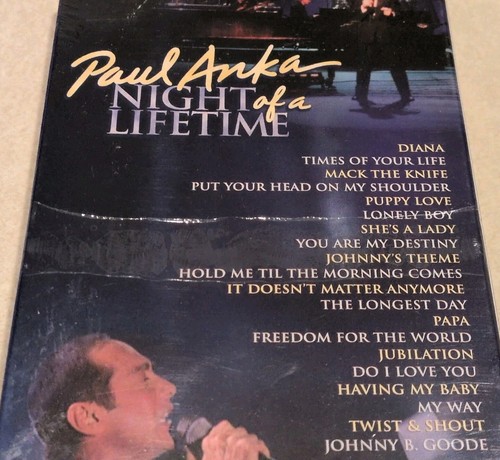 Paul Anka
NIGHT of a
LIFETIME
DIANA
TIMES OF YOUR LIFE
MACK THE KNIFE
PUT YOUR HEAD ON MY SHOULDER
PUPPY LOVE
LONELY BOY
SHE'S A LADY
YOU ARE MY DESTINY
JOHNNY'S THEME
HOLD ME TIL THE MORNING COMES
IT DOESN'T MATTER ANYMORE
THE LONGEST DAY
PAPA
FREEDOM FOR THE WORLD
JUBILATION
DO I LOVE YOU
HAVING MY BABY
MY WAY
TWIST & SHOUT
JOHNNY B. GOODE